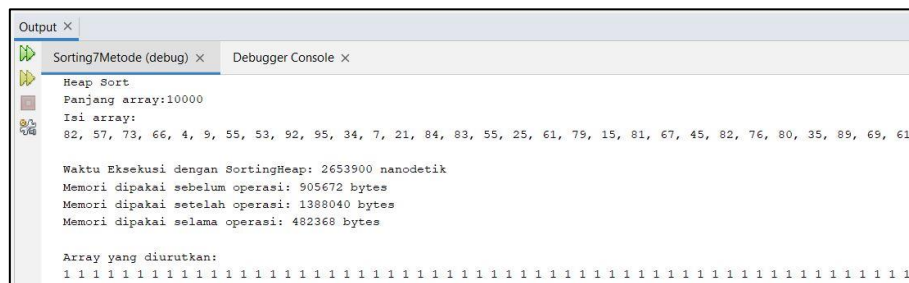 Output ×
Sorting7Metode (debug) × Debugger Console ×
Heap Sort
Panjang array:10000
Isi array:
82, 57, 73, 66, 4, 9, 55, 53, 92, 95, 34, 7, 21, 84, 83, 55, 25, 61, 79, 15, 81, 67, 45, 82, 76, 80, 35, 89, 69, 61
Waktu Eksekusi dengan SortingHeap: 2653900 nanodetik
Memori dipakai sebelum operasi: 905672 bytes
Memori dipakai setelah operasi: 1388040 bytes
Memori dipakai selama operasi: 482368 bytes
Array yang diurutkan:
1 1 1 1 1 1 1 1 1 1 1 1 1 1 1 1 1 1 1 1 1 1 1 1 1 1 1 1 1 1 1 1 1 1 1 1 1 1 1 1 1 1 1 1 1 1 1 1 1 1 1 1 1 1 1 1 1 1